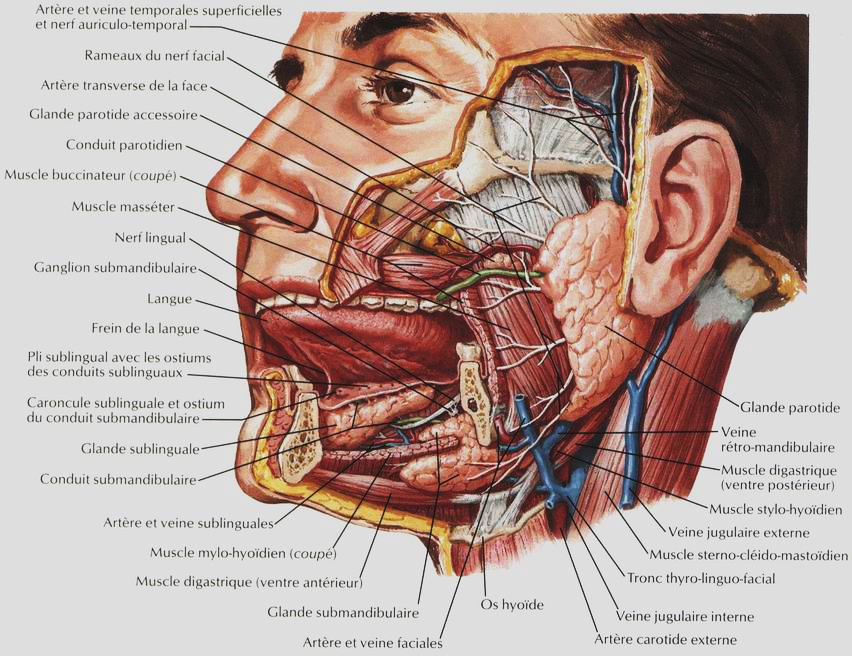 Artère et veine temporales superficielles
et nerf auriculo-temporal
Rameaux du nerf facial
Artère transverse de la face
Glande parotide accessoire
Conduit parotidien
Muscle buccinateur (coupé)
Muscle masséter
Nerf lingual
Ganglion submandibulaire
Langue
Frein de la langue
Pli sublingual avec les ostiums
des conduits sublinguaux
Caroncule sublinguale et ostium
du conduit submandibulaire
Glande sublinguale
Conduit submandibulaire
Artère et veine sublinguales
Muscle mylo-hyoïdien (coupé)
Muscle digastrique (ventre antérieur)
Glande submandibulaire
Artère et veine faciales
Os hyoïde
Glande parotide
Veine
rétro-mandibulaire
Muscle digastrique
(ventre postérieur)
Muscle stylo-hyoïdien
Veine jugulaire externe
Muscle sterno-cléido-mastoïdien
Tronc thyro-linguo-facial
Veine jugulaire interne
Artère carotide externe